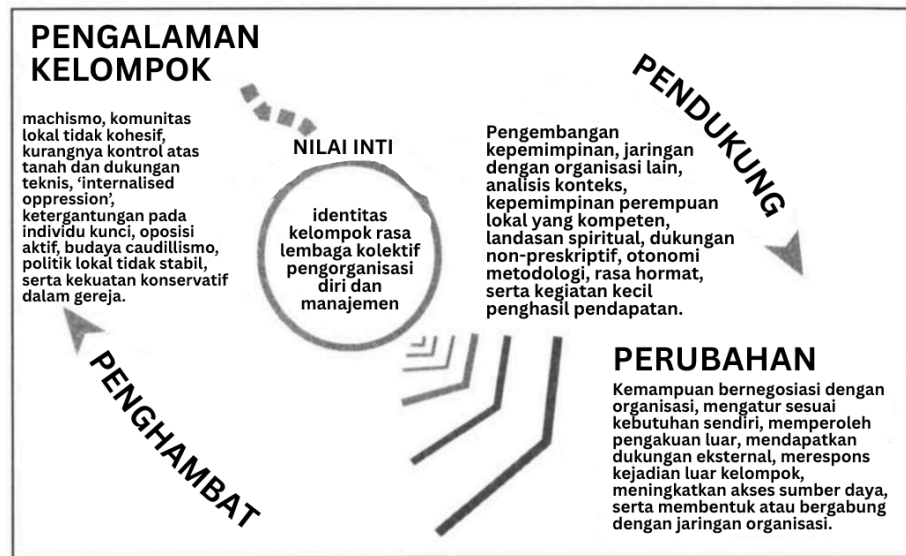 PENGALAMAN
KELOMPOK
machismo, komunitas
lokal tidak kohesif,
kurangnya kontrol atas
tanah dan dukungan
teknis, ‘internalised
oppression’,
ketergantungan pada
individu kunci, oposisi
aktif, budaya caudillismo,
politik lokal tidak stabil,
serta kekuatan konservatif
dalam gereja.
NILAI INTI
identitas
kelompok rasa
lembaga kolektif
pengorganisasi
diri dan
manajemen
PENDUKUNG
Pengembangan
kepemimpinan, jaringan
dengan organisasi lain,
analisis konteks,
kepemimpinan perempuan
lokal yang kompeten,
landasan spiritual, dukungan
non-preskriptif, otonomi
metodologi, rasa hormat,
serta kegiatan kecil
penghasil pendapatan.
PENGHAMBAT
PERUBAHAN
Kemampuan bernegosiasi dengan
organisasi, mengatur sesuai
kebutuhan sendiri, memperoleh
pengakuan luar, mendapatkan
dukungan eksternal, merespons
kejadian luar kelompok,
meningkatkan akses sumber daya,
serta membentuk atau bergabung
dengan jaringan organisasi.